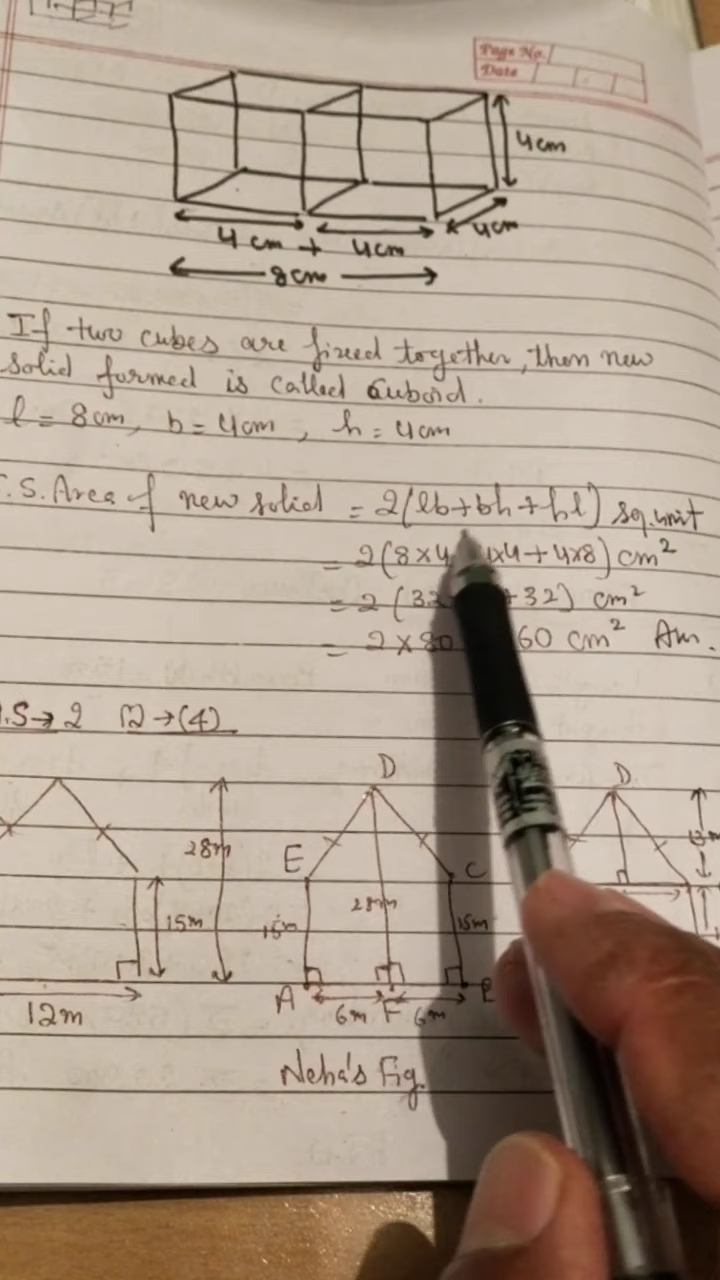 Page No.
Date
4cm
4cm
4 cm + 4cm
8cm
If two cubes are fixed together, then new
solid formed is called Cuboid.
l = 8cm, b = 4cm, h = 4cm
.S. Area of new solid = 2(lb+bh+hl) sq. unit
= 2(8×4 4×4+4×8) cm²
= 2 (32 +32) cm²
= 2×80 60 cm² Am.
.S→2 →(4)
D
D
28m
E
C
15m
15m
28m
15m
A
F
12m
6m
6m
Neha's Fig.